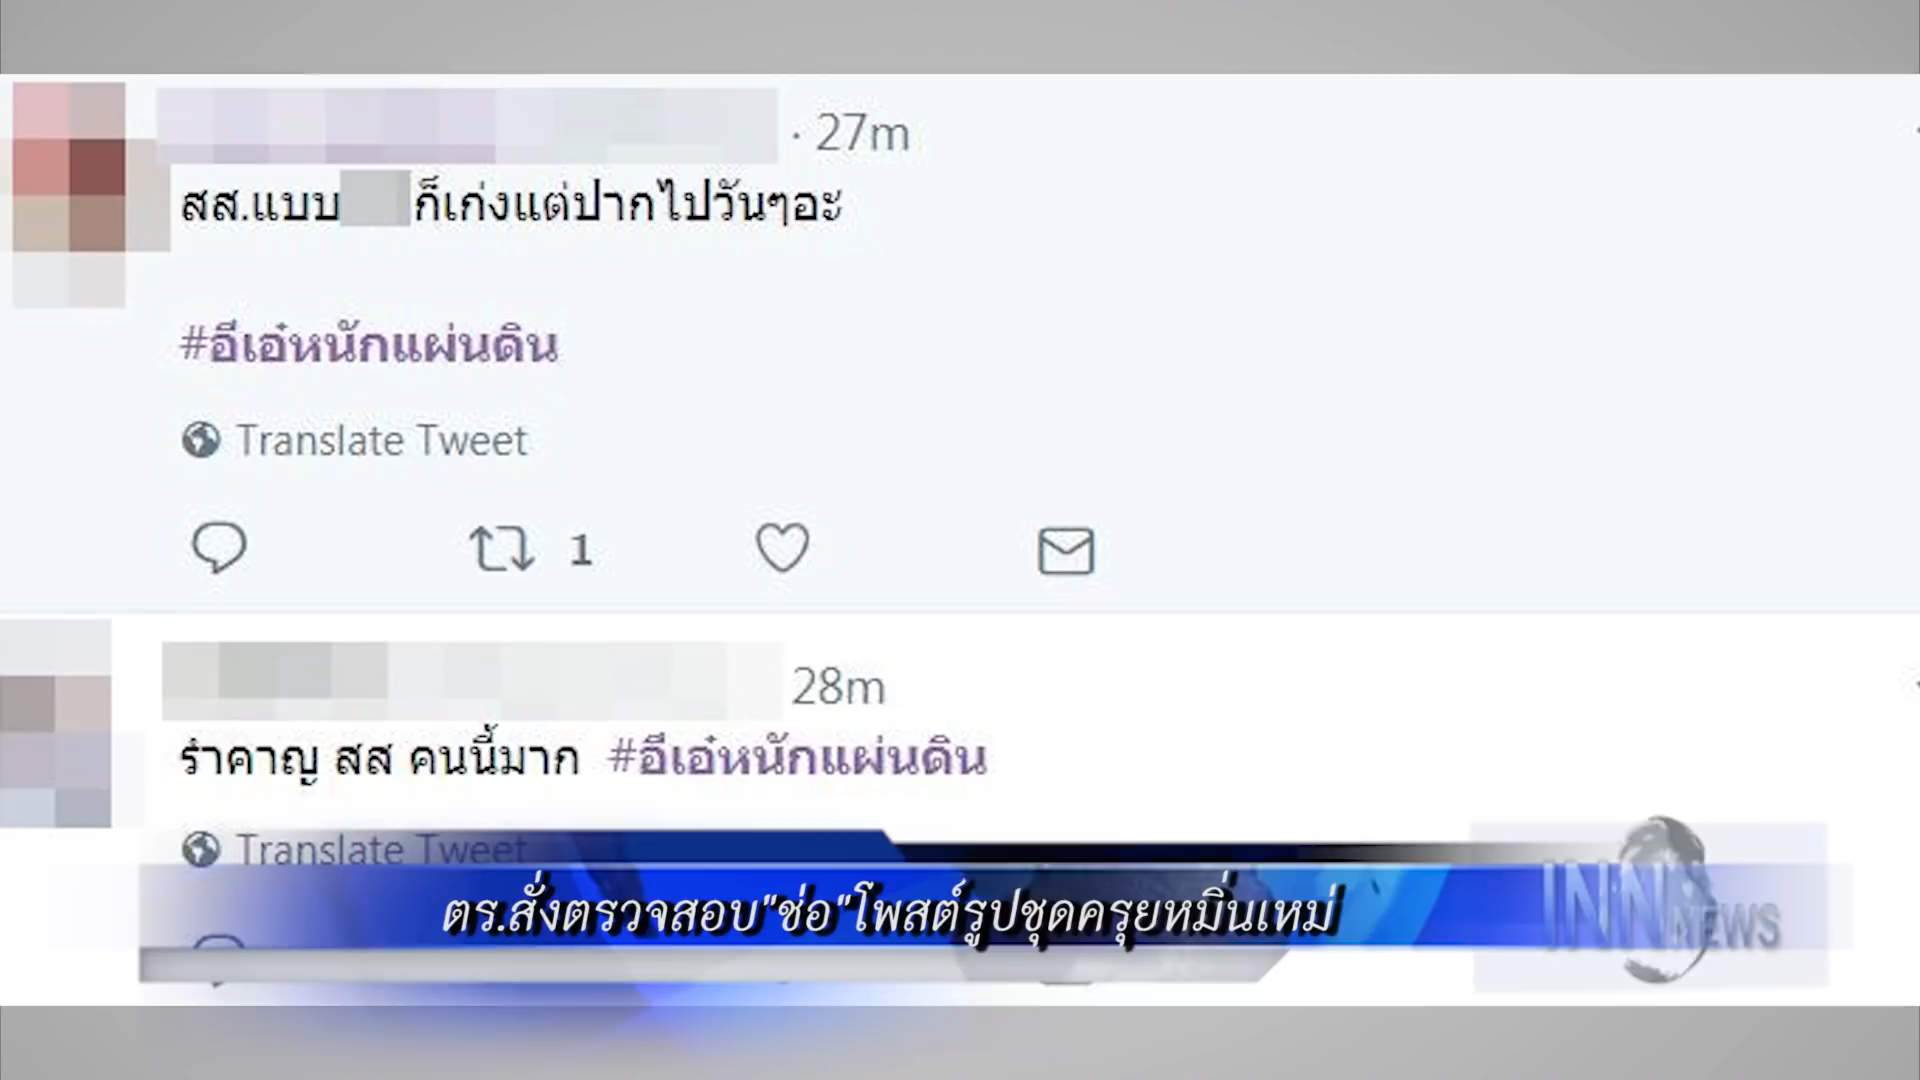 · 27m
สส.แบบ ก็เก่งแต่ปากไปวันๆอะ
#อีเอ๋หนักแผ่นดิน
Translate Tweet
1
28m
รำคาญ สส คนนี้มาก #อีเอ๋หนักแผ่นดิน
Translate Tweet
ตร.สั่งตรวจสอบ"ช่อ"โพสต์รูปชุดครุยหมิ่นเหม่
INN NEWS